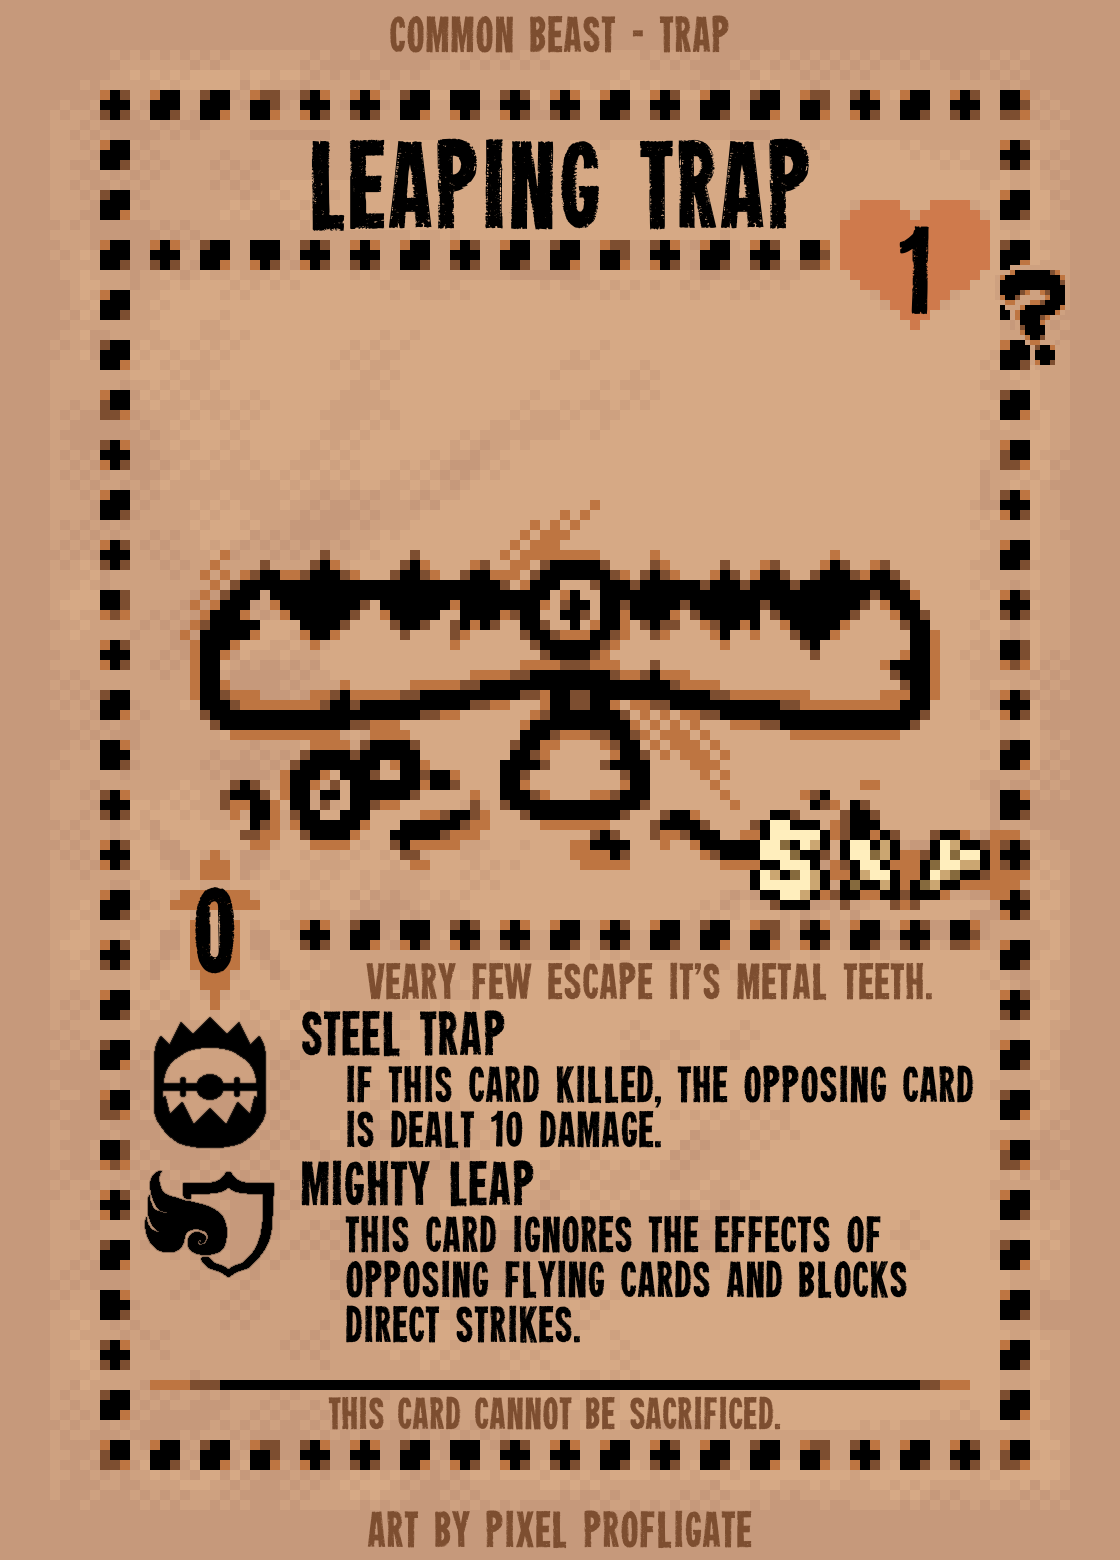 COMMON BEAST - TRAP
LEAPING TRAP
1
?
0
VEARY FEW ESCAPE IT'S METAL TEETH.
STEEL TRAP
IF THIS CARD KILLED, THE OPPOSING CARD
IS DEALT 10 DAMAGE.
MIGHTY LEAP
THIS CARD IGNORES THE EFFECTS OF
OPPOSING FLYING CARDS AND BLOCKS
DIRECT STRIKES.
THIS CARD CANNOT BE SACRIFICED.
ART BY PIXEL PROFLIGATE